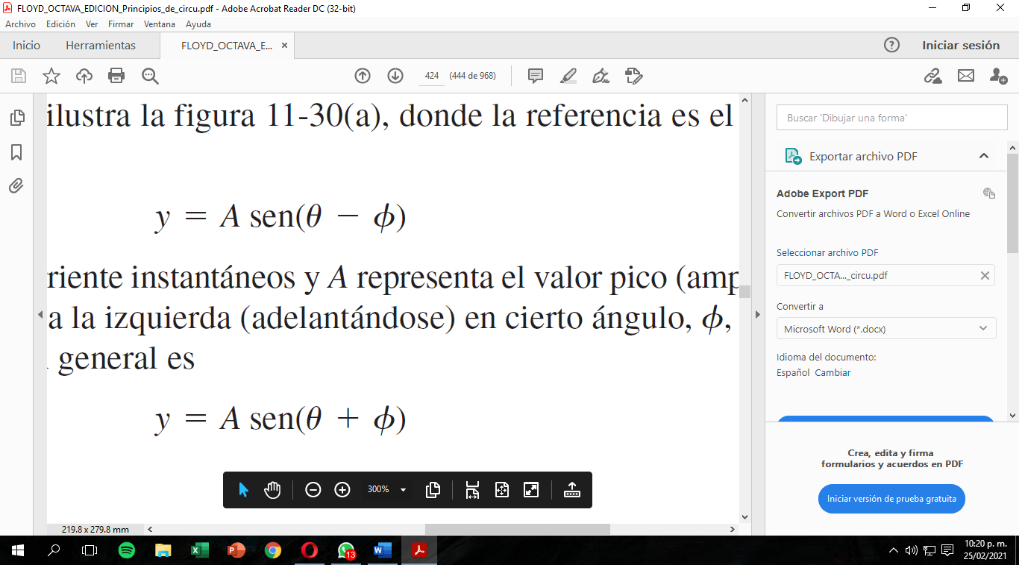 FLOYD_OCTAVA_EDICION_Principios_de_circu.pdf - Adobe Acrobat Reader DC (32-bit)
Archivo Edición Ver Firmar Ventana Ayuda
Inicio Herramientas FLOYD_OCTAVA_E... × Iniciar sesión
424 (444 de 968)
ilustra la figura 11-30(a), donde la referencia es el
y = A sen(θ − ϕ)
riente instantáneos y A representa el valor pico (amp
a la izquierda (adelantándose) en cierto ángulo, ϕ,
general es
y = A sen(θ + ϕ)
300%
219.8 x 279.8 mm
Buscar 'Dibujar una forma'
Exportar archivo PDF
Adobe Export PDF
Convertir archivos PDF a Word o Excel Online
Seleccionar archivo PDF
FLOYD_OCTA..._circu.pdf
Convertir a
Microsoft Word (*.docx)
Idioma del documento:
Español Cambiar
Crea, edita y firma
formularios y acuerdos en PDF
Iniciar versión de prueba gratuita
13
10:20 p. m.
25/02/2021